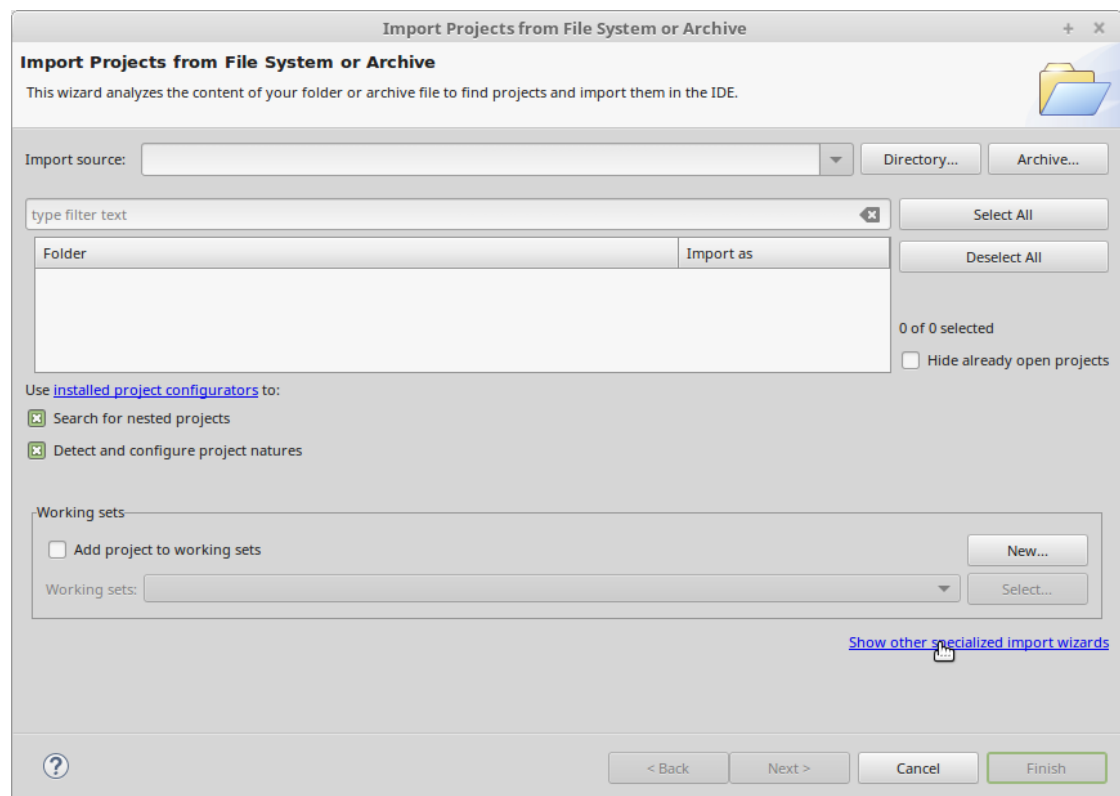 Import Projects from File System or Archive
Import Projects from File System or Archive
This wizard analyzes the content of your folder or archive file to find projects and import them in the IDE.
Import source:
Directory...
Archive...
type filter text
Select All
Folder
Import as
Deselect All
0 of 0 selected
Hide already open projects
Use installed project configurators to:
Search for nested projects
Detect and configure project natures
Working sets
Add project to working sets
New...
Working sets:
Select...
Show other specialized import wizards
?
< Back
Next >
Cancel
Finish